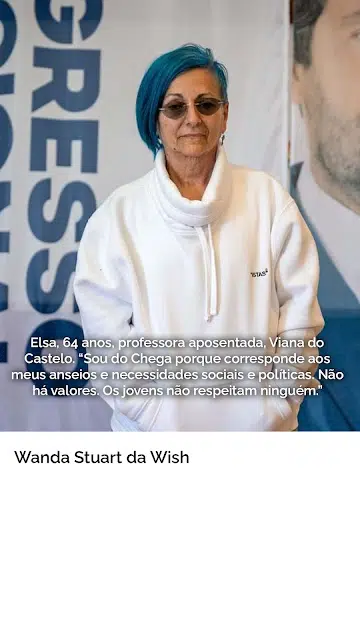 GRESSO
Elsa, 64 anos, professora aposentada, Viana do
Castelo. "Sou do Chega porque corresponde aos
meus anseios e necessidades sociais e políticas. Não
há valores. Os jovens não respeitam ninguém."
Wanda Stuart da Wish